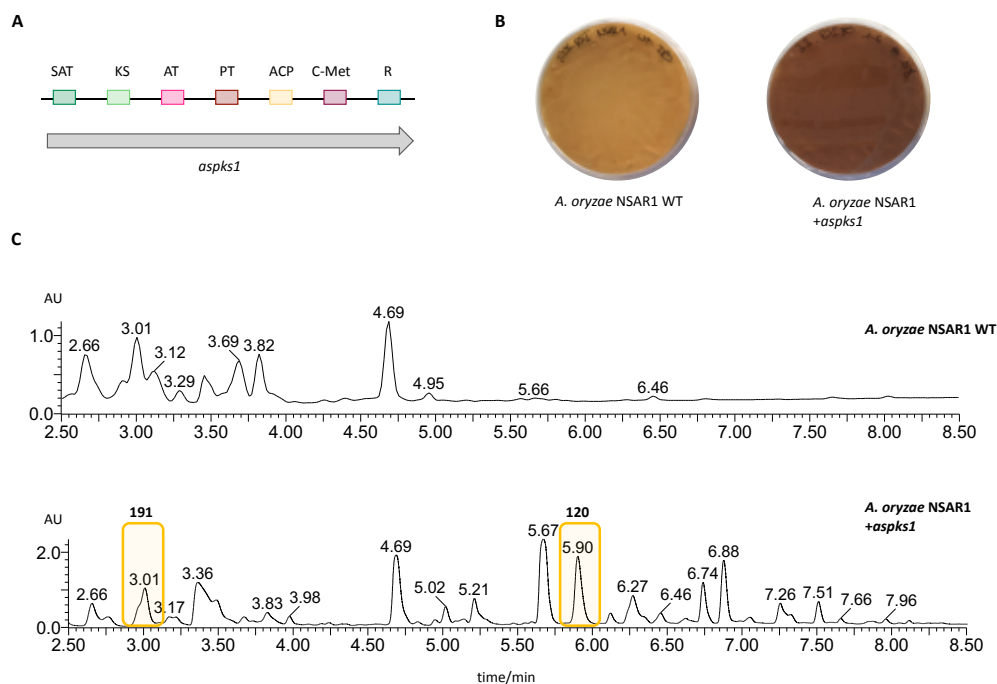 A
SAT KS AT PT ACP C-Met R
aspks1
B
A. oryzae NSAR1 WT
A. oryzae NSAR1
+aspks1
C
AU
A. oryzae NSAR1 WT
1.0
0.0
2.66 3.01 3.12 3.29 3.69 3.82 4.69 4.95 5.66 6.46
2.50 3.00 3.50 4.00 4.50 5.00 5.50 6.00 6.50 7.00 7.50 8.00 8.50
AU
A. oryzae NSAR1
+aspks1
191 120
2.0
0.0
2.66 3.01 3.17 3.36 3.83 3.98 4.69 5.02 5.21 5.67 5.90 6.27 6.46 6.74 6.88 7.26 7.51 7.66 7.96
2.50 3.00 3.50 4.00 4.50 5.00 5.50 6.00 6.50 7.00 7.50 8.00 8.50
time/min